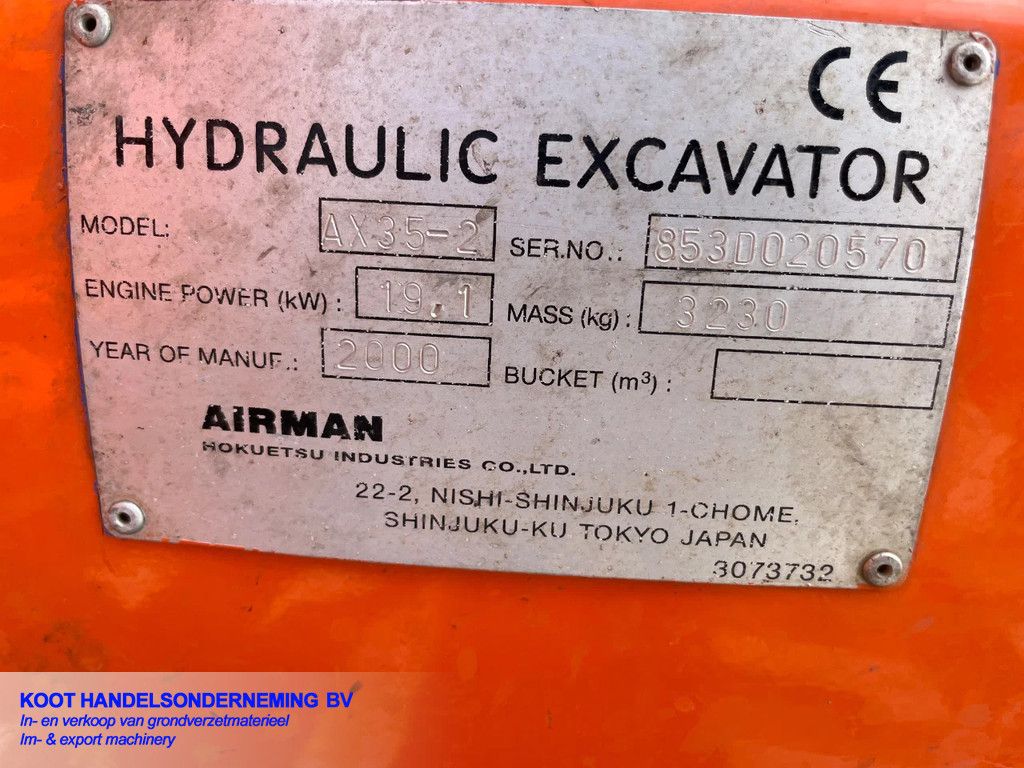 CE
HYDRAULIC EXCAVATOR
MODEL: AX35-2 SER.NO.: 853D020570
ENGINE POWER (kW): 19,1 MASS (kg): 3230
YEAR OF MANUF.: 2000 BUCKET (m³):
AIRMAN
HOKUETSU INDUSTRIES CO.,LTD.
22-2, NISHI-SHINJUKU 1-CHOME,
SHINJUKU-KU TOKYO JAPAN
3073732
KOOT HANDELSONDERNEMING BV
In- en verkoop van grondverzetmaterieel
Im- & export machinery